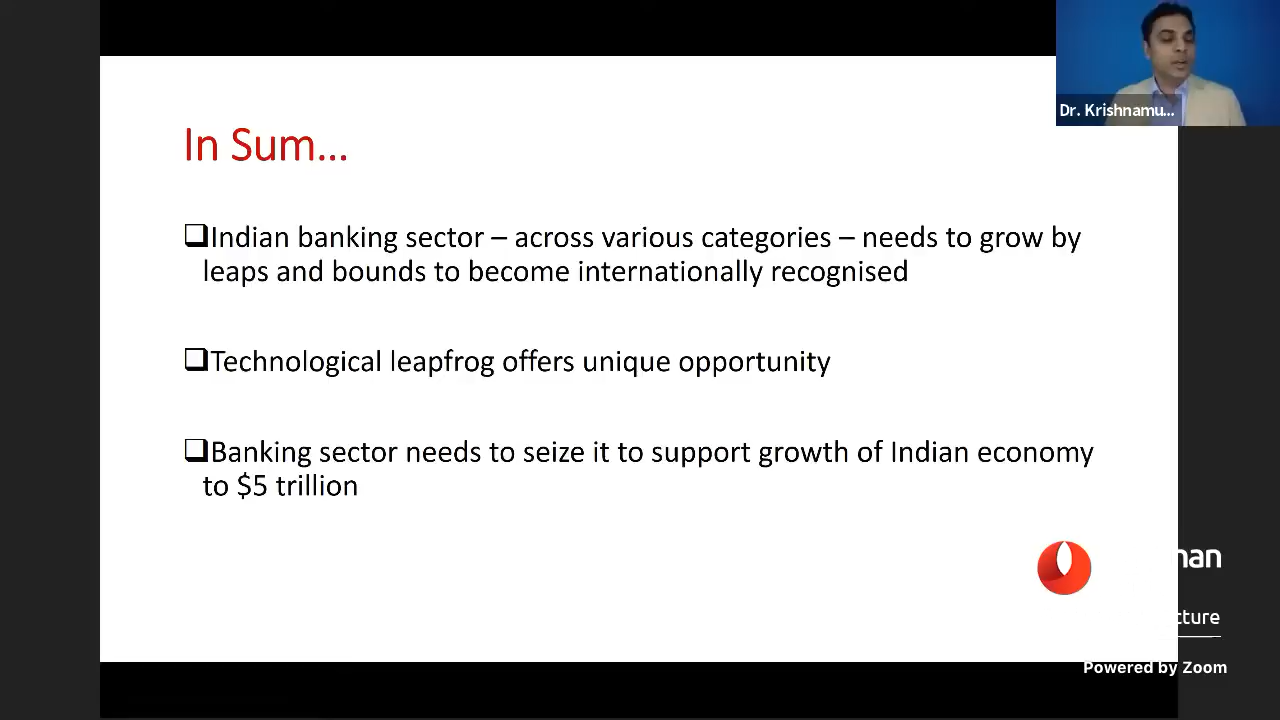 Dr. Krishnamu...
In Sum...
Indian banking sector – across various categories – needs to grow by
leaps and bounds to become internationally recognised
Technological leapfrog offers unique opportunity
Banking sector needs to seize it to support growth of Indian economy
to $5 trillion
Powered by Zoom